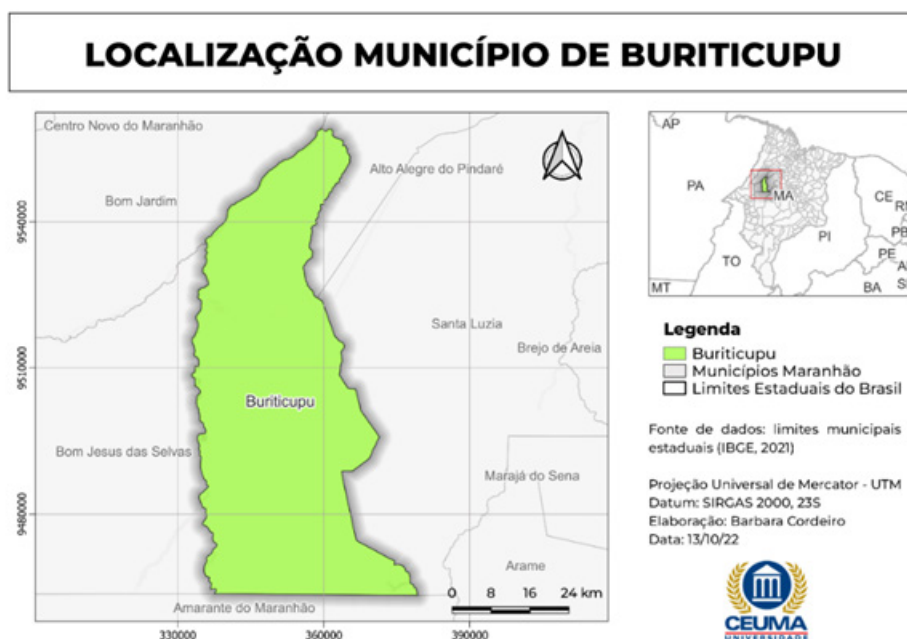 LOCALIZAÇÃO MUNICÍPIO DE BURITICUPU
Centro Novo do Maranhão
Alto Alegre do Pindaré
Bom Jardim
Santa Luzia
Brejo de Areia
Buriticupu
Bom Jesus das Selvas
Marajá do Sena
Arame
Amarante do Maranhão
0 8 16 24 km
9540000
9510000
9480000
330000 360000 390000
AP
PA
MA
CE
PI
PB
PE
TO
MT
BA
Legenda
Buriticupu
Municípios Maranhão
Limites Estaduais do Brasil
Fonte de dados: limites municipais
estaduais (IBGE, 2021)
Projeção Universal de Mercator - UTM
Datum: SIRGAS 2000, 23S
Elaboração: Barbara Cordeiro
Data: 13/10/22
CEUMA
UNIVERSIDADE